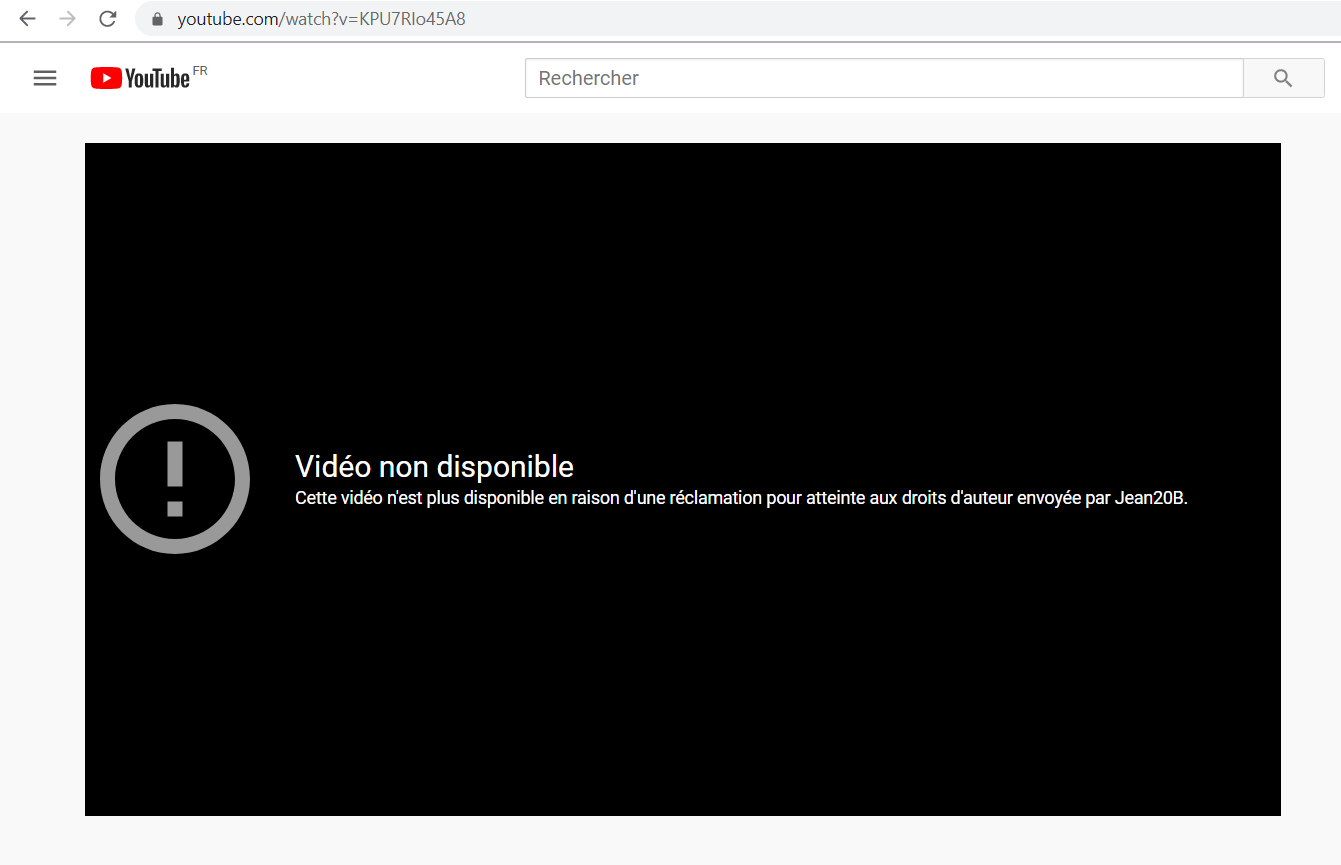 youtube.com/watch?v=KPU7RIo45A8
YouTube FR
Rechercher
Vidéo non disponible
Cette vidéo n'est plus disponible en raison d'une réclamation pour atteinte aux droits d'auteur envoyée par Jean20B.